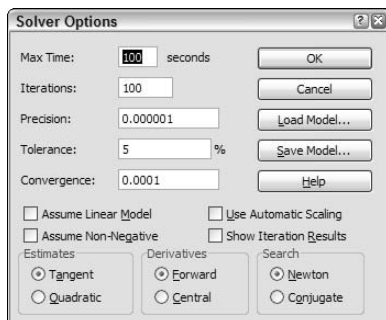 Solver Options
Max Time: 100 seconds OK
Iterations: 100 Cancel
Precision: 0.000001 Load Model...
Tolerance: 5 % Save Model...
Convergence: 0.0001 Help
Assume Linear Model Use Automatic Scaling
Assume Non-Negative Show Iteration Results
Estimates Derivatives Search
Tangent Forward Newton
Quadratic Central Conjugate